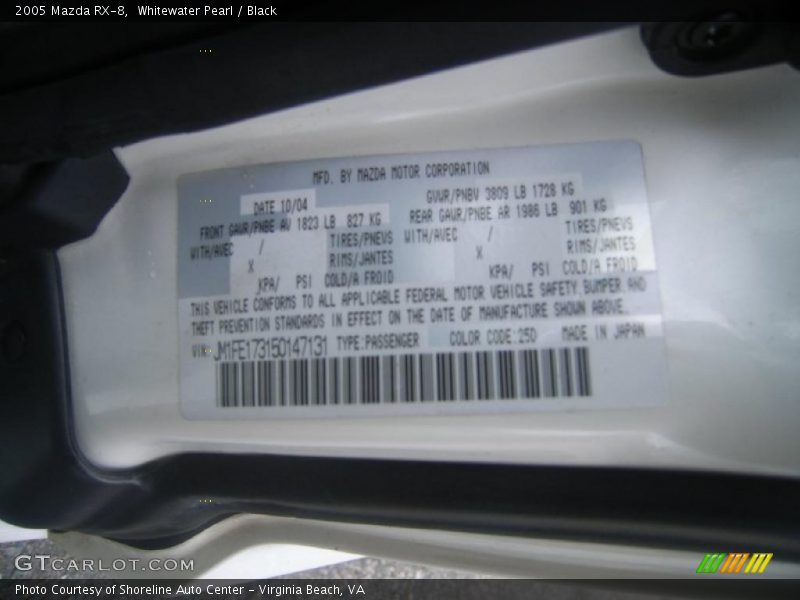 2005 Mazda RX-8,  Whitewater Pearl / Black
MFD. BY MAZDA MOTOR CORPORATION
DATE 10/04 GVWR/PNBV 3809 LB 1728 KG
FRONT GAWR/PNBE AV 1823 LB 827 KG REAR GAWR/PNBE AR 1986 LB 901 KG
WITH/AVEC / TIRES/PNEUS WITH/AVEC / TIRES/PNEUS
X RIMS/JANTES X RIMS/JANTES
KPA/ PSI COLD/A FROID KPA/ PSI COLD/A FROID
THIS VEHICLE CONFORMS TO ALL APPLICABLE FEDERAL MOTOR VEHICLE SAFETY, BUMPER, AND
THEFT PREVENTION STANDARDS IN EFFECT ON THE DATE OF MANUFACTURE SHOWN ABOVE.
VIN: JM1FE173150147131 TYPE:PASSENGER COLOR CODE:25D MADE IN JAPAN
GTCARLOT.COM
Photo Courtesy of Shoreline Auto Center - Virginia Beach, VA